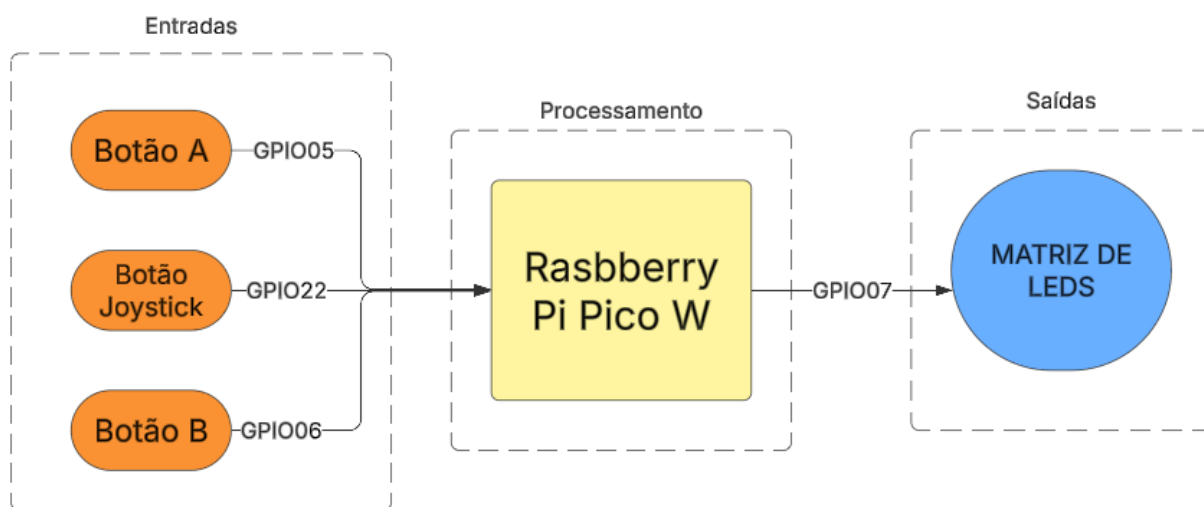 Entradas
Botão A
GPIO05
Botão
Joystick
GPIO22
Botão B
GPIO06
Processamento
Rasbberry
Pi Pico W
GPIO07
Saídas
MATRIZ DE
LEDS